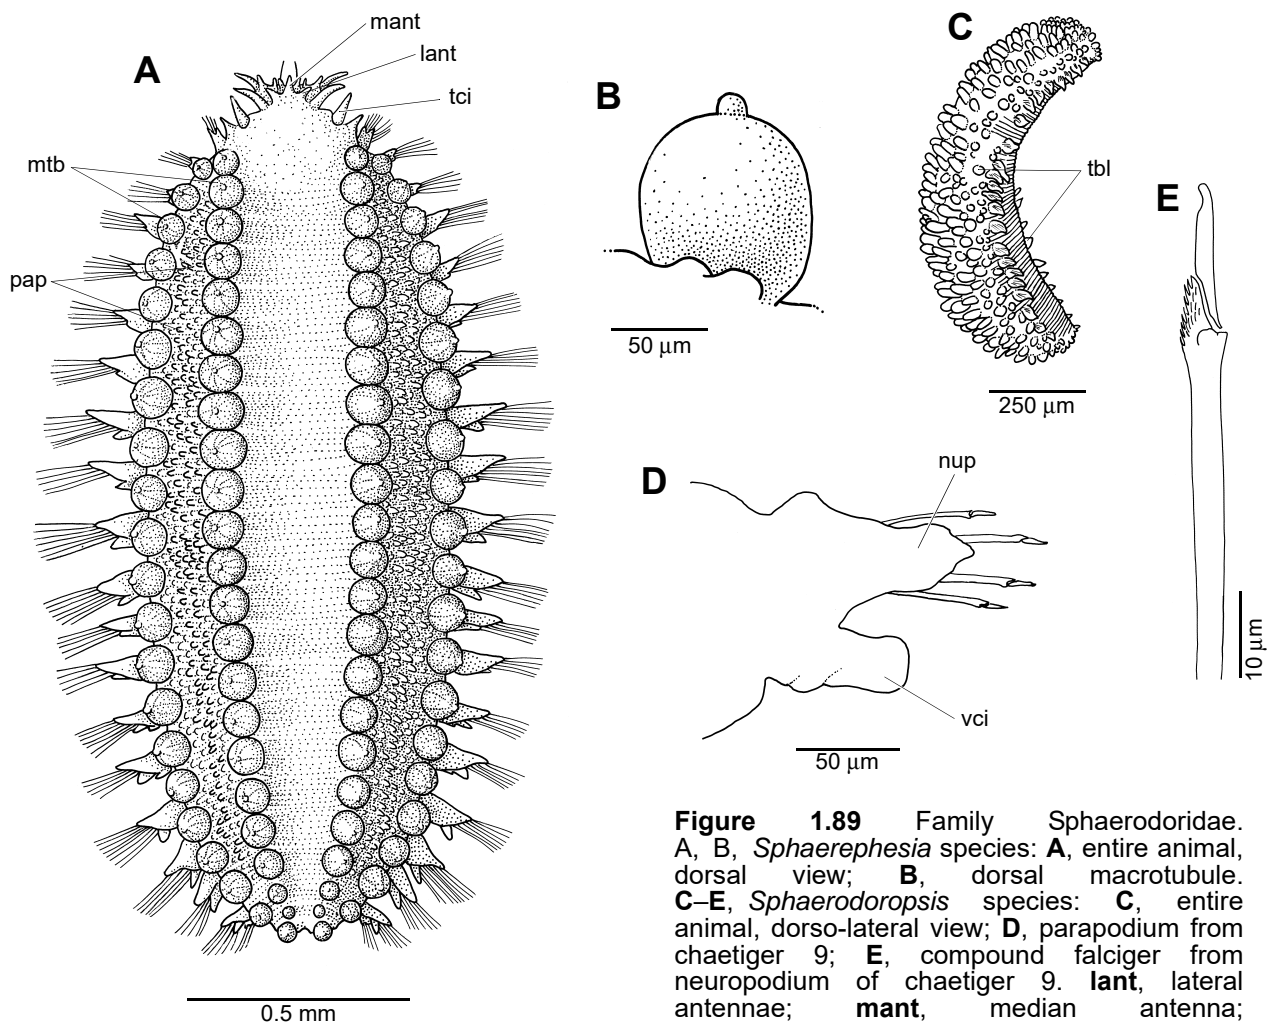 mant
A
lant
tci
mtb
pap
0.5 mm
B
50 μm
C
tbl
250 μm
E
10 μm
D
nup
vci
50 μm
Figure 1.89 Family Sphaerodoridae.
A, B, Sphaerephesia species: A, entire animal,
dorsal view; B, dorsal macrotubule.
C–E, Sphaerodoropsis species: C, entire
animal, dorso-lateral view; D, parapodium from
chaetiger 9; E, compound falciger from
neuropodium of chaetiger 9. lant, lateral
antennae; mant, median antenna;